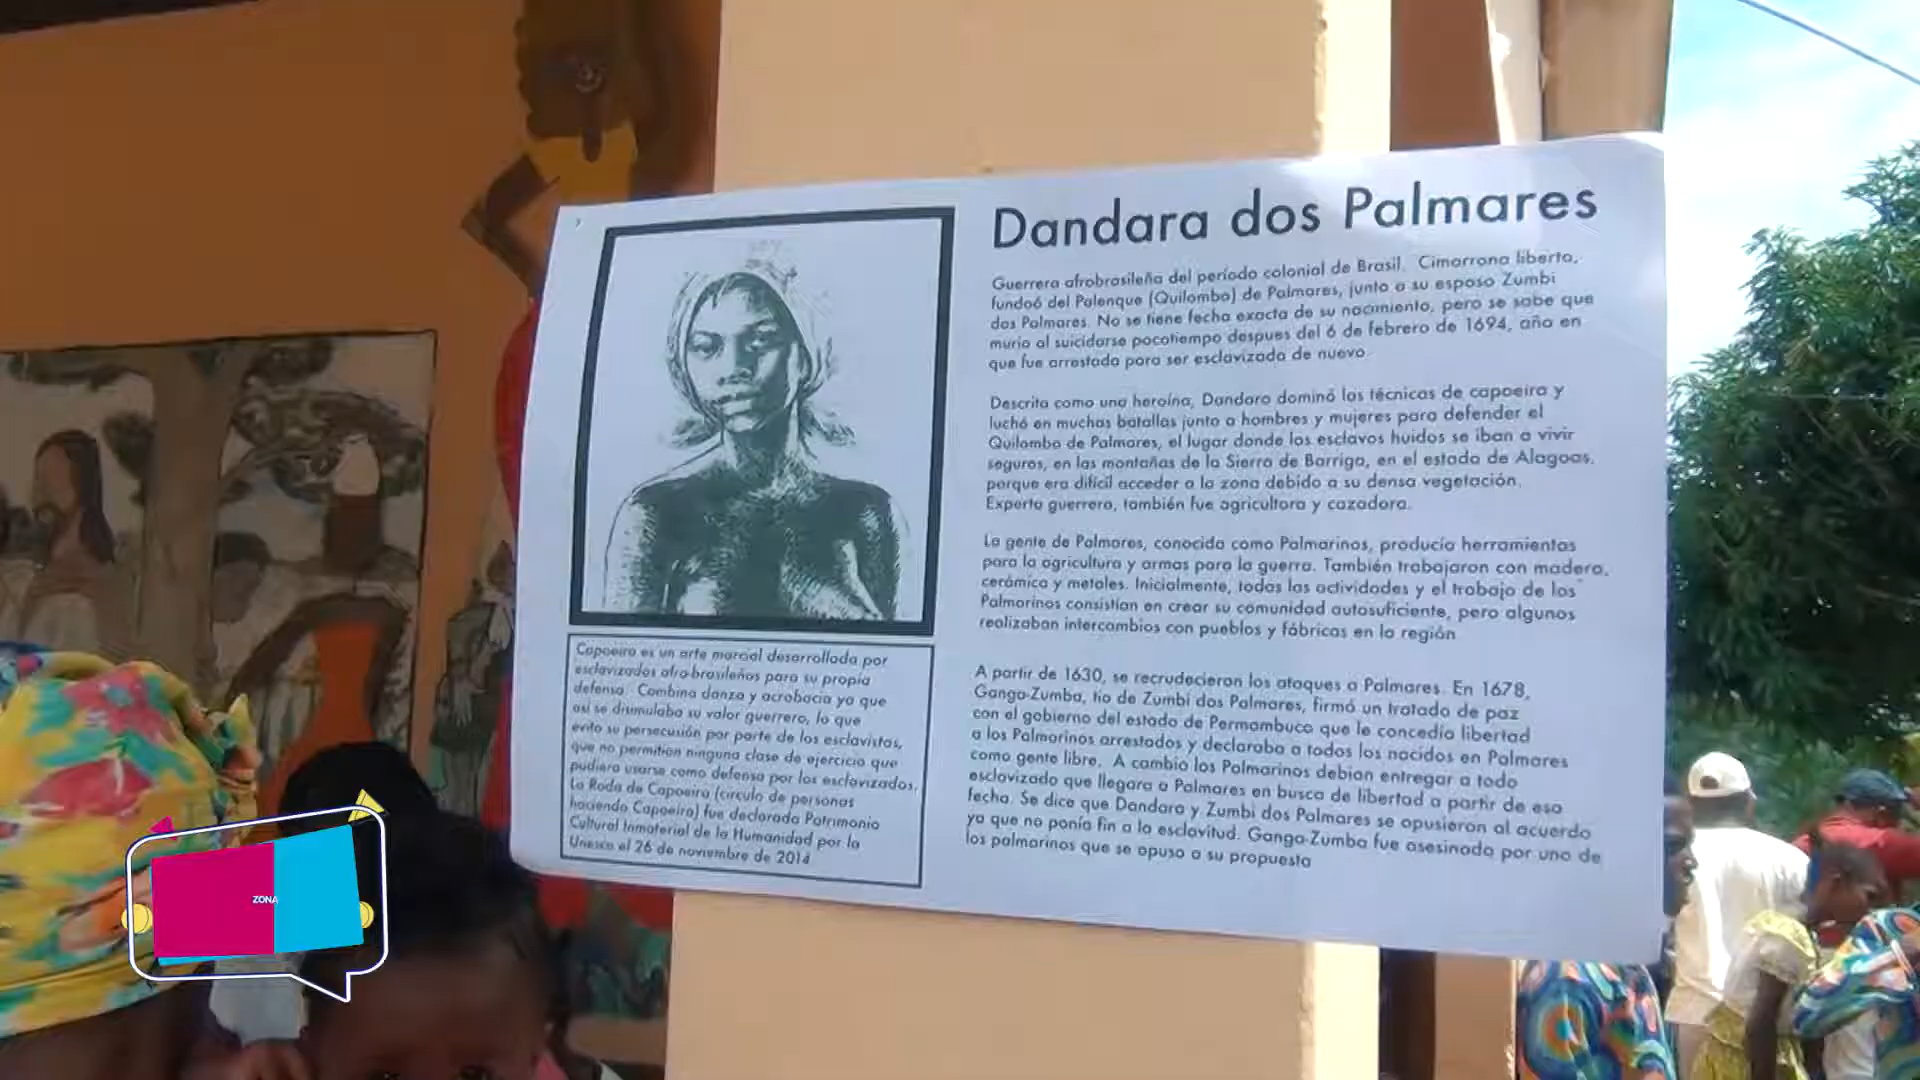 Dandara dos Palmares
Guerrera afrobrasileña del período colonial de Brasil. Cimarrona liberta,
fundoó del Palenque (Quilombo) de Palmares, junto a su esposo Zumbi
dos Palmares. No se tiene fecha exacta de su nacimiento, pero se sabe que
murio al suicidarse pocotiempo despues del 6 de febrero de 1694, año en
que fue arrestada para ser esclavizada de nuevo.
Descrita como una heroína, Dandara dominó las técnicas de capoeira y
luchó en muchas batallas junto a hombres y mujeres para defender el
Quilombo de Palmares, el lugar donde los esclavos huidos se iban a vivir
seguros, en las montañas de la Sierra de Barriga, en el estado de Alagoas,
porque era difícil acceder a la zona debido a su densa vegetación.
Experta guerrera, también fue agricultora y cazadora.
La gente de Palmares, conocida como Palmarinos, producía herramientas
para la agricultura y armas para la guerra. También trabajaron con madera,
cerámica y metales. Inicialmente, todas las actividades y el trabajo de los
Palmarinos consistían en crear su comunidad autosuficiente, pero algunos
realizaban intercambios con pueblos y fábricas en la región
A partir de 1630, se recrudecieron los ataques a Palmares. En 1678,
Ganga-Zumba, tío de Zumbi dos Palmares, firmó un tratado de paz
con el gobierno del estado de Permambuco que le concedía libertad
a los Palmarinos arrestados y declaraba a todos los nacidos en Palmares
como gente libre. A cambio los Palmarinos debian entregar a todo
esclavizado que llegara a Palmares en busca de libertad a partir de esa
fecha. Se dice que Dandara y Zumbi dos Palmares se opusieron al acuerdo
ya que no ponía fin a la esclavitud. Ganga-Zumba fue asesinado por uno de
los palmarinos que se opuso a su propuesta
Capoeira es un arte marcial desarrollada por
esclavizados afro-brasileños para su propia
defensa. Combina danza y acrobacia ya que
así se disimulaba su valor guerrero, lo que
evito su persecusión por parte de los esclavistas,
que no permitian ninguna clase de ejercicio que
pudiera usarse como defensa por los esclavizados.
La Roda de Capoeira (circulo de personas
haciendo Capoeira) fue declarada Patrimonio
Cultural Inmaterial de la Humanidad por la
Unesco el 26 de noviembre de 2014
ZONA